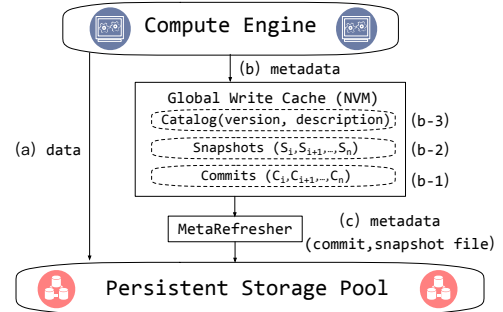 Compute Engine
(b) metadata
Global Write Cache (NVM)
Catalog(version, description)
(b-3)
(a) data
Snapshots (Si,Si+1,…,Sn)
(b-2)
Commits (Ci,Ci+1,…,Cn)
(b-1)
MetaRefresher
(c) metadata
(commit,snapshot file)
Persistent Storage Pool